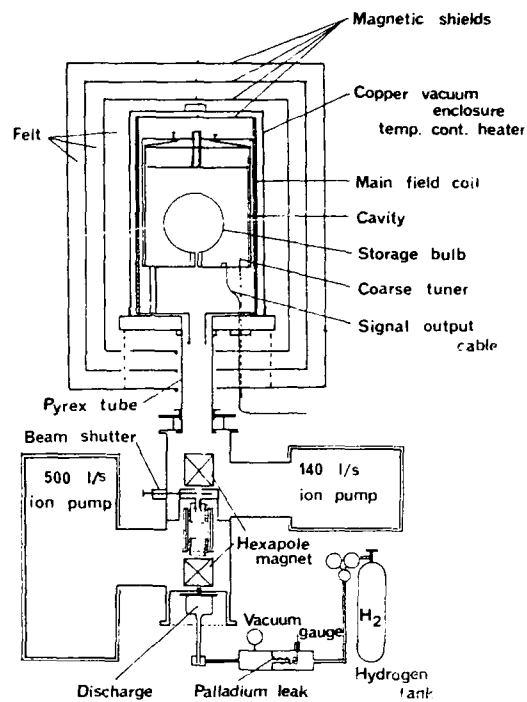 Magnetic shields
Felt
Copper vacuum
enclosure
temp. cont. heater
Main field coil
Cavity
Storage bulb
Coarse tuner
Signal output
cable
Pyrex tube
Beam shutter
500 l/s
ion pump
140 l/s
ion pump
Hexapole
magnet
Vacuum
gauge
H2
Discharge
Palladium leak
Hydrogen
tank